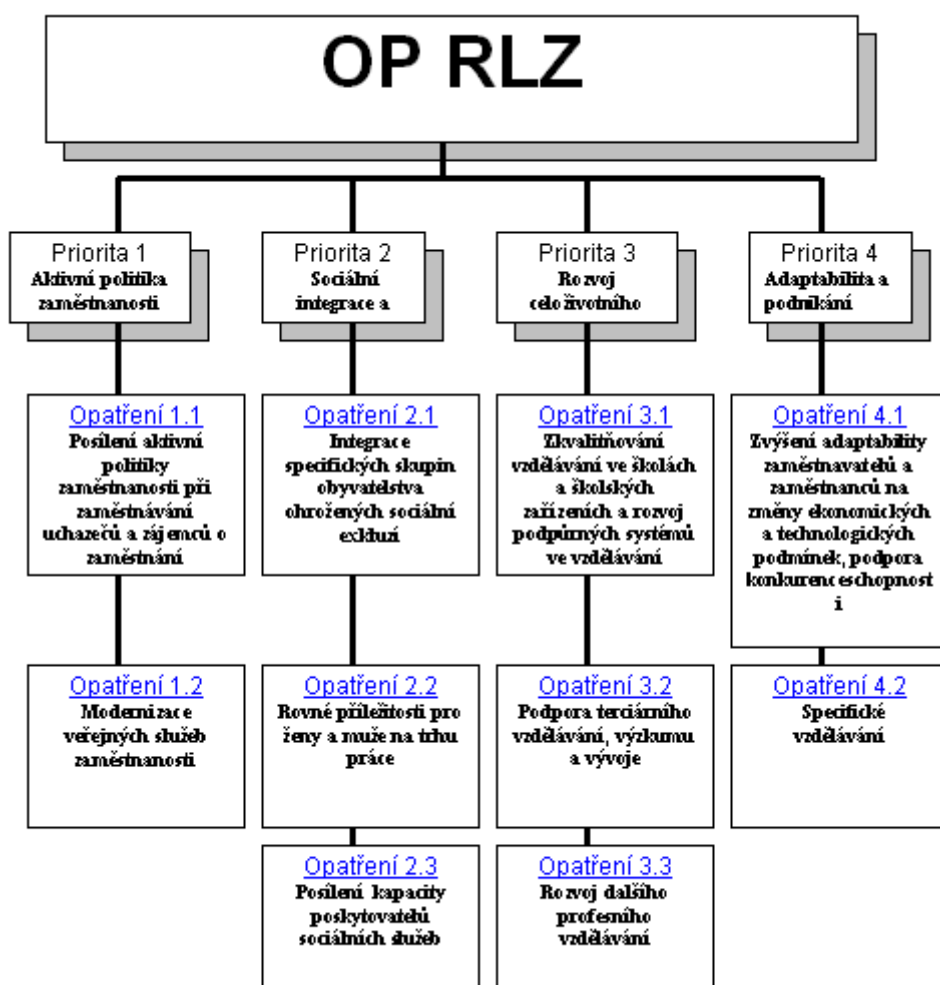 OP RLZ
Priorita 1
Aktivní politika
zaměstnanosti
Priorita 2
Sociální
integrace a
Priorita 3
Rozvoj
celoživotního
Priorita 4
Adaptabilita a
podnikání
Opatření 1.1
Posílení aktivní
politiky
zaměstnanosti při
zaměstnávání
uchazečů a zájemců o
zaměstnání
Opatření 2.1
Integrace
specifických skupin
obyvatelstva
ohrožených sociální
exkluzí
Opatření 3.1
Zkvalitňování
vzdělávání ve školách
a školských
zařízeních a rozvoj
podpůrných systémů
ve vzdělávání
Opatření 4.1
Zvýšení adaptability
zaměstnavatelů a
zaměstnanců na
změny ekonomických
a technologických
podmínek, podpora
konkurenceschopnost
i
Opatření 1.2
Modernizace
veřejných služeb
zaměstnanosti
Opatření 2.2
Rovné příležitosti pro
ženy a muže na trhu
práce
Opatření 3.2
Podpora terciárního
vzdělávání, výzkumu
a vývoje
Opatření 4.2
Specifické
vzdělávání
Opatření 2.3
Posílení kapacity
poskytovatelů
sociálních služeb
Opatření 3.3
Rozvoj dalšího
profesního
vzdělávání